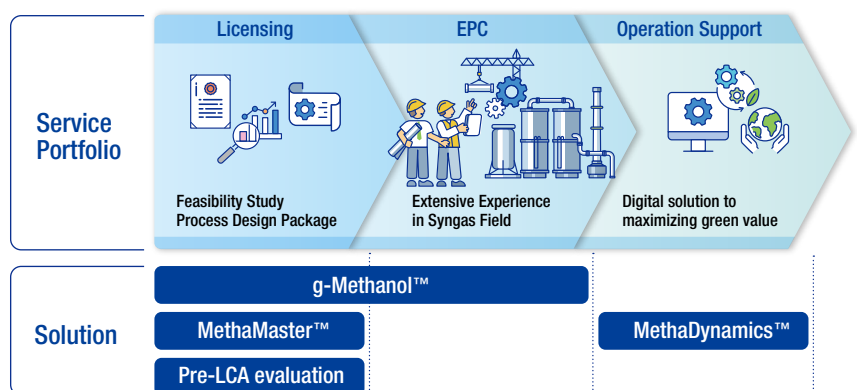 Licensing
EPC
Operation Support
Service
Portfolio
Feasibility Study
Process Design Package
Extensive Experience
in Syngas Field
Digital solution to
maximizing green value
Solution
g-Methanol™
MethaMaster™
MethaDynamics™
Pre-LCA evaluation